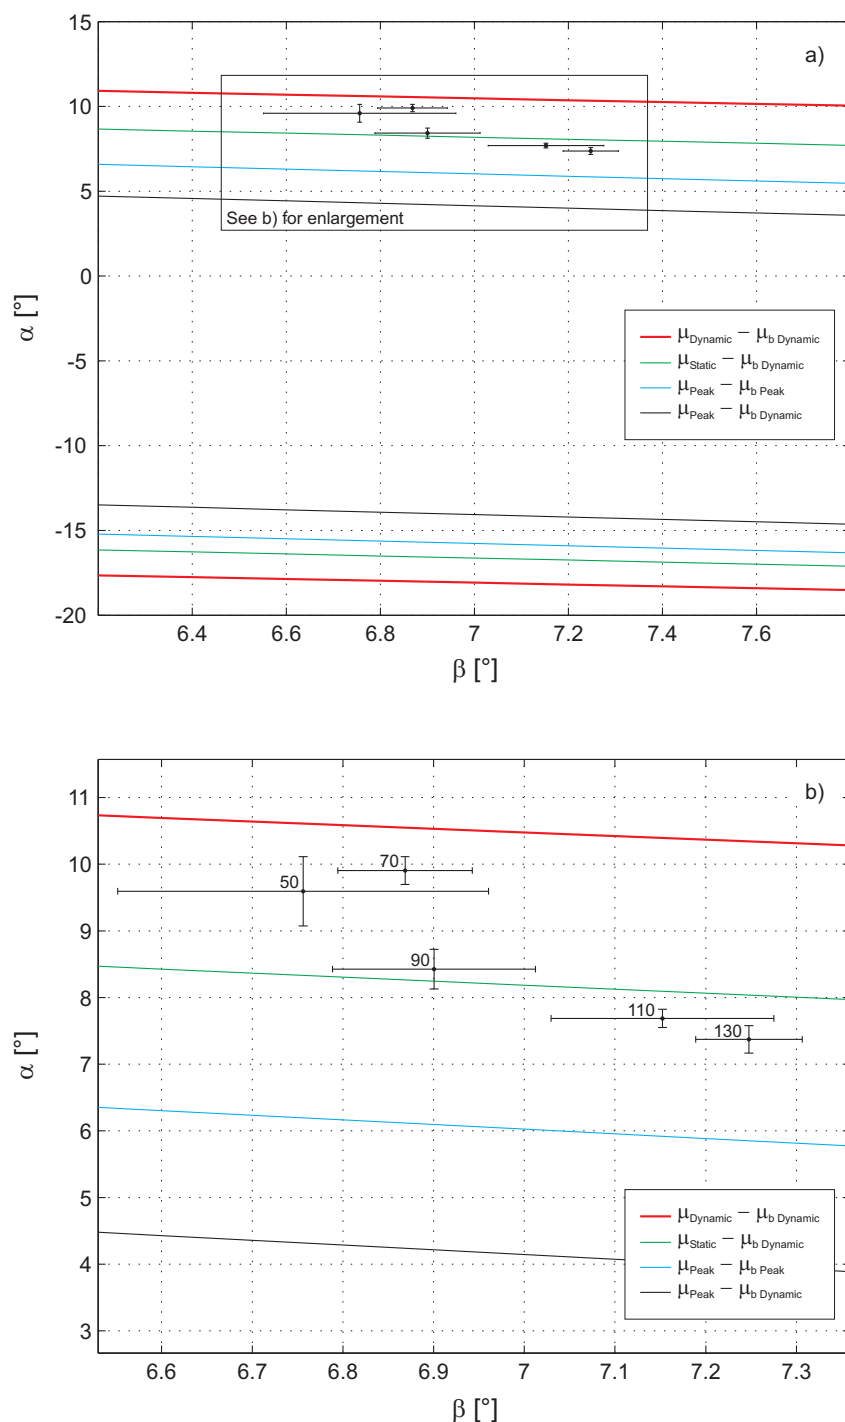 15
a)
10
5
See b) for enlargement
0
α [°]
-5
-10
-15
-20
μDynamic − μb Dynamic
μStatic − μb Dynamic
μPeak − μb Peak
μPeak − μb Dynamic
6.4 6.6 6.8 7 7.2 7.4 7.6
β [°]
b)
11
10
9
8
7
6
5
4
3
α [°]
50
70
90
110
130
μDynamic − μb Dynamic
μStatic − μb Dynamic
μPeak − μb Peak
μPeak − μb Dynamic
6.6 6.7 6.8 6.9 7 7.1 7.2 7.3
β [°]